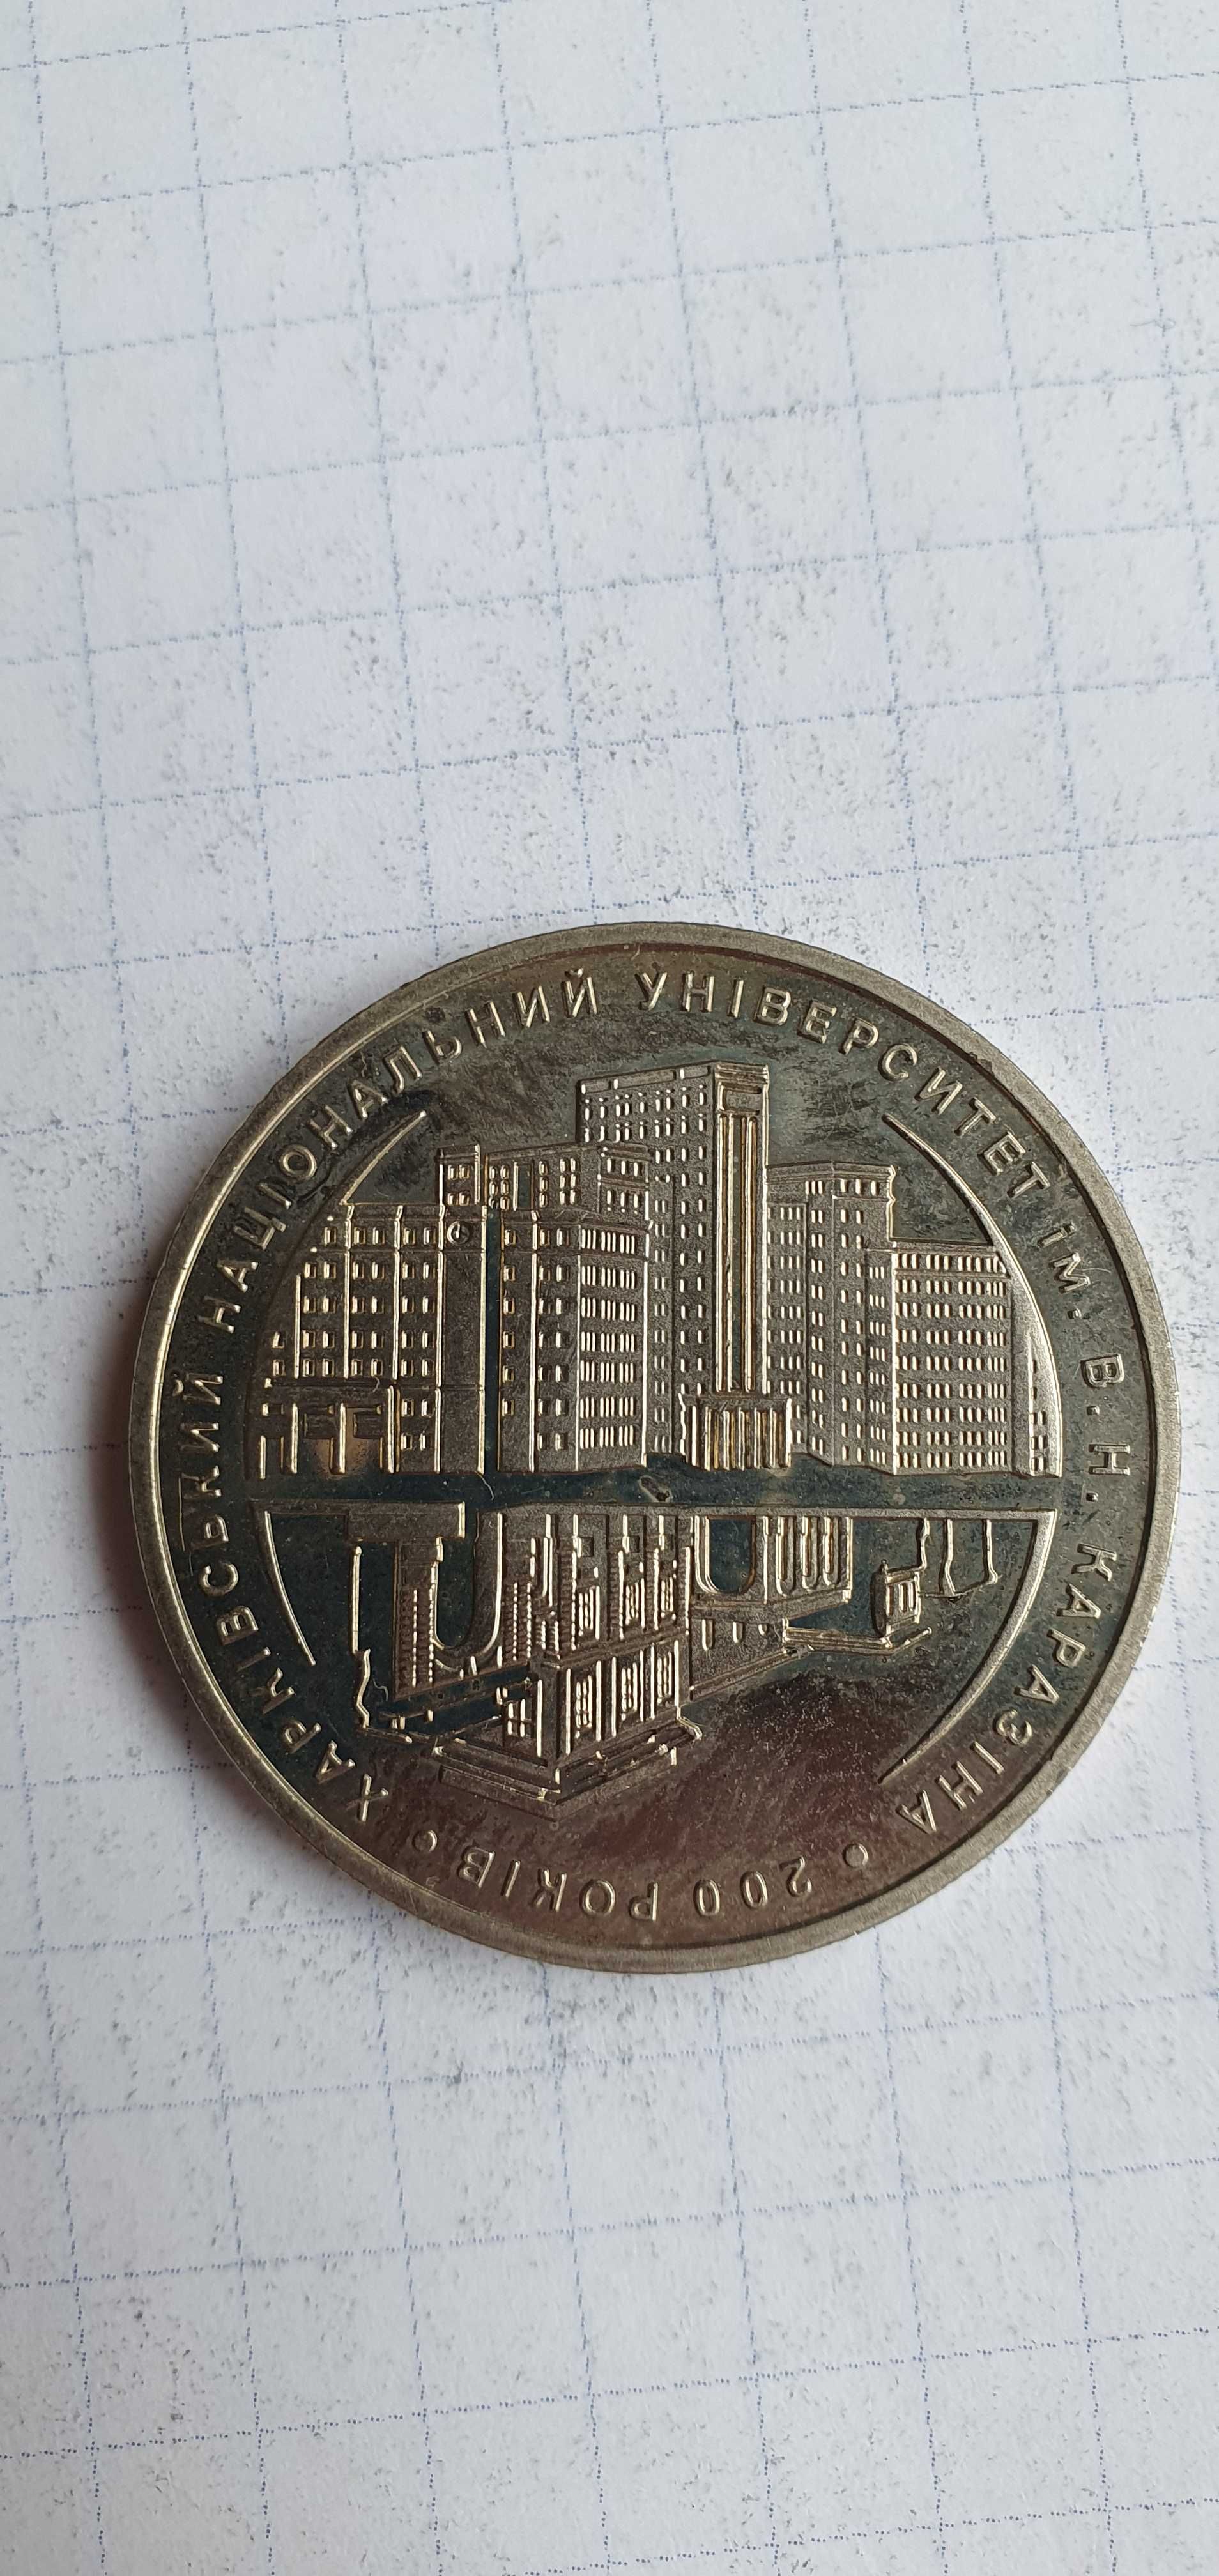 ХАРКІВСЬКИЙ НАЦІОНАЛЬНИЙ УНІВЕРСИТЕТ ім. В. Н. КАРАЗІНА
• 200 РОКІВ •